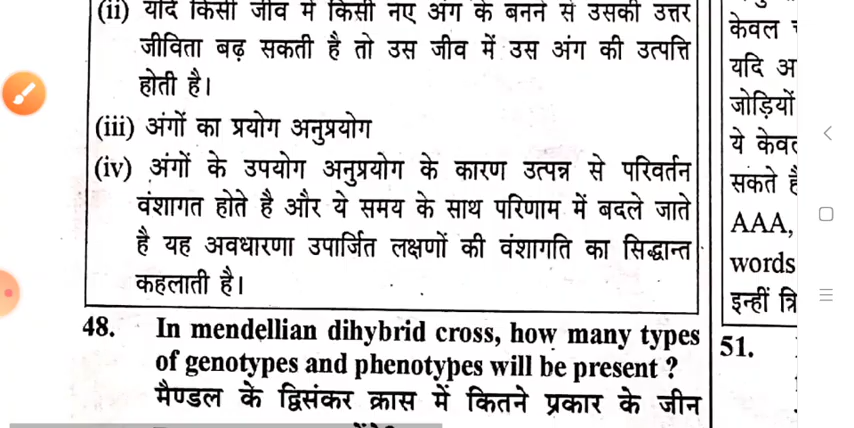 (ii) यदि किसी जीव में किसी नए अंग के बनने से उसकी उत्तर
जीविता बढ़ सकती है तो उस जीव में उस अंग की उत्पत्ति
होती है।
(iii) अंगों का प्रयोग अनुप्रयोग
(iv) अंगों के उपयोग अनुप्रयोग के कारण उत्पन्न से परिवर्तन
वंशागत होते है और ये समय के साथ परिणाम में बदले जाते
है यह अवधारणा उपार्जित लक्षणों की वंशागति का सिद्धान्त
कहलाती है।
48. In mendellian dihybrid cross, how many types
of genotypes and phenotypes will be present ?
मैण्डल के द्विसंकर क्रास में कितने प्रकार के जीन
केवल
यदि अ
जोड़ियों
ये केवल
सकते है
AAA,
words
इन्हीं त्रि
51.